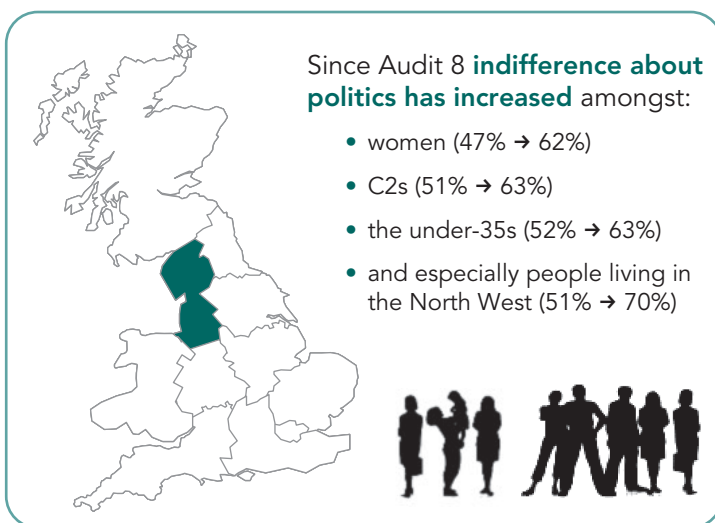 Since Audit 8 indifference about
politics has increased amongst:
• women (47% → 62%)
• C2s (51% → 63%)
• the under-35s (52% → 63%)
• and especially people living in
the North West (51% → 70%)